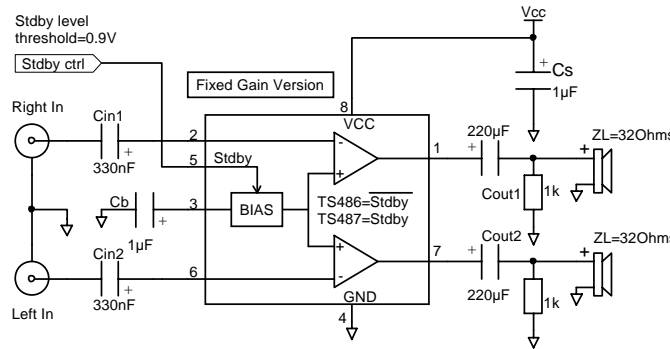 Stdby level
threshold=0.9V
Stdby ctrl
Vcc
Fixed Gain Version
+ Cs
1µF
Right In
Cin1
+
330nF
8
VCC
2
-
+
5
Stdby
1
220µF
+
ZL=32Ohms
+
Cout1
1k
Cb
+
1µF
3
BIAS
TS486=Stdby
TS487=Stdby
Cin2
+
330nF
6
+
-
7
Cout2
+
220µF
ZL=32Ohms
+
1k
Left In
GND
4